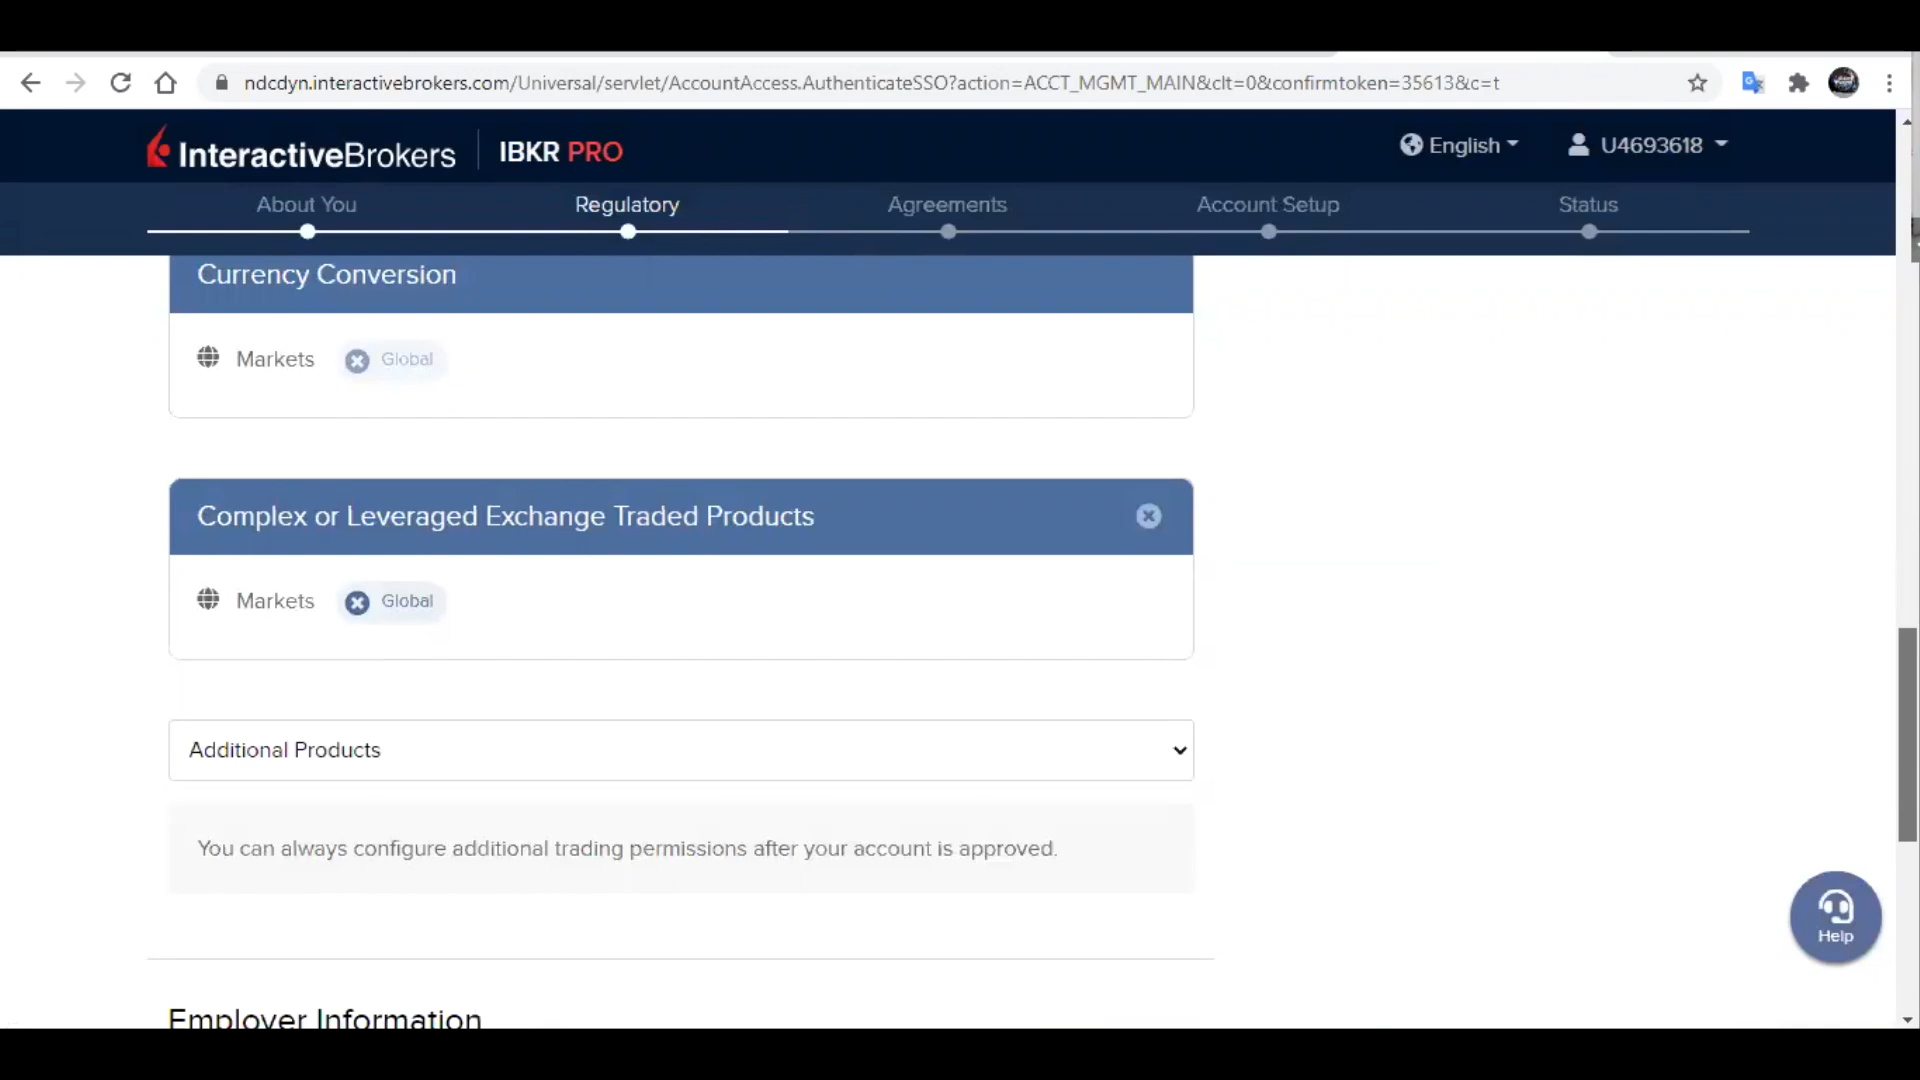 ndcdyn.interactivebrokers.com/Universal/servlet/AccountAccess.AuthenticateSSO?action=ACCT_MGMT_MAIN&clt=0&confirmtoken=35613&c=t
InteractiveBrokers IBKR PRO English U4693618
About You Regulatory Agreements Account Setup Status
Currency Conversion
Markets Global
Complex or Leveraged Exchange Traded Products
Markets Global
Additional Products
You can always configure additional trading permissions after your account is approved.
Help
Employer Information